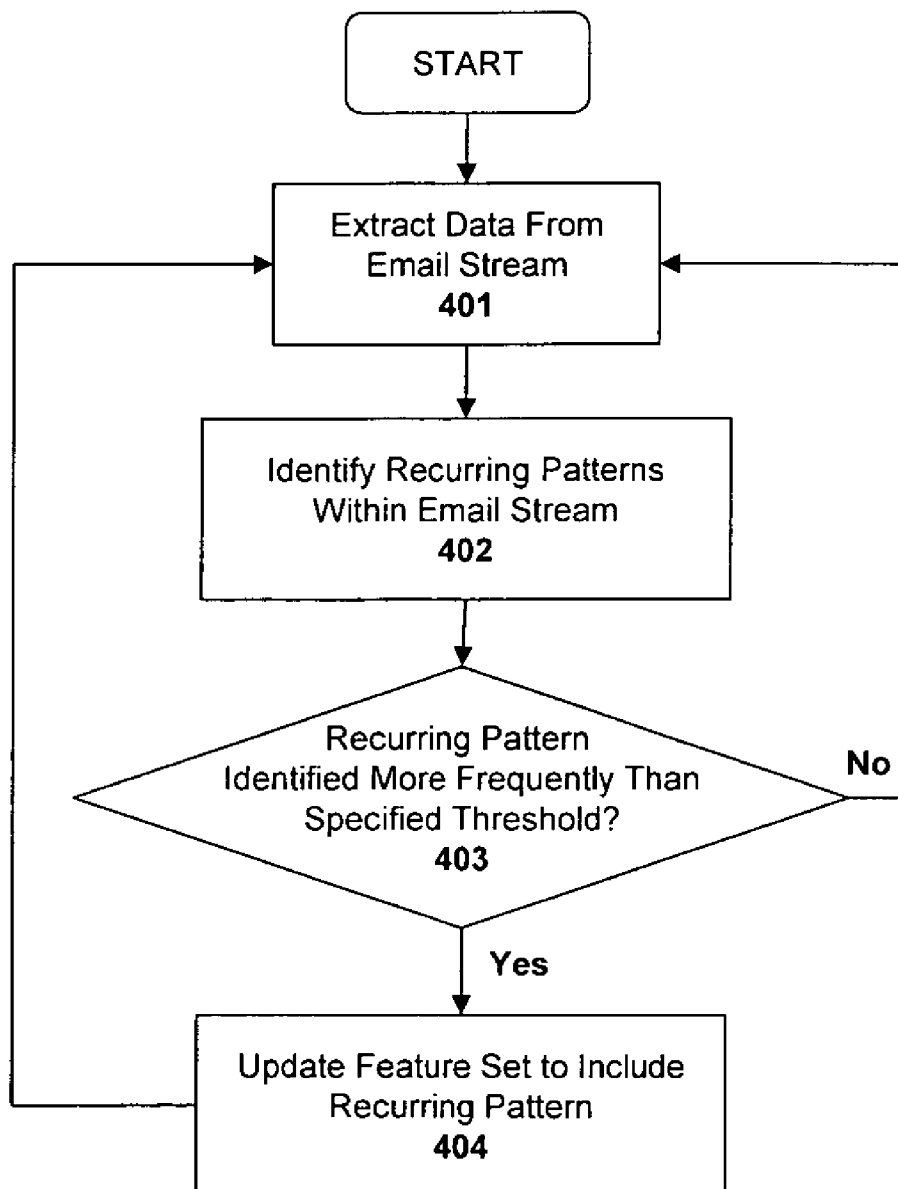 START
Extract Data From
Email Stream
401
Identify Recurring Patterns
Within Email Stream
402
Recurring Pattern
Identified More Frequently Than
Specified Threshold?
403
No
Yes
Update Feature Set to Include
Recurring Pattern
404